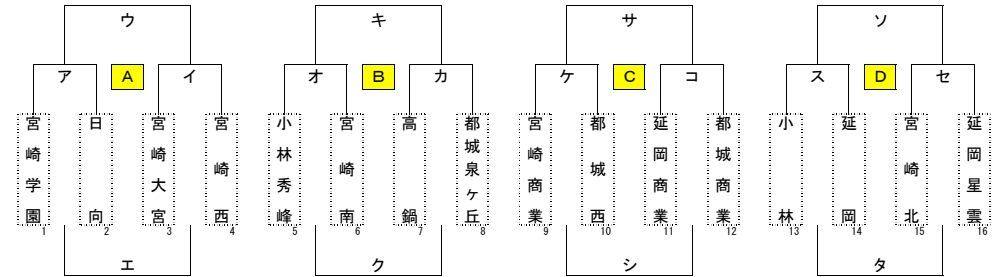 ウ キ サ ソ
ア A イ オ B カ ケ C コ ス D セ
宮崎学園 日向 宮崎大宮 宮崎西 小林秀峰 宮崎南 高鍋 都城泉ヶ丘 宮崎商業 都城西 延岡商業 都城商業 小林 延岡 宮崎北 延岡星雲
1 2 3 4 5 6 7 8 9 10 11 12 13 14 15 16
エ ク シ タ